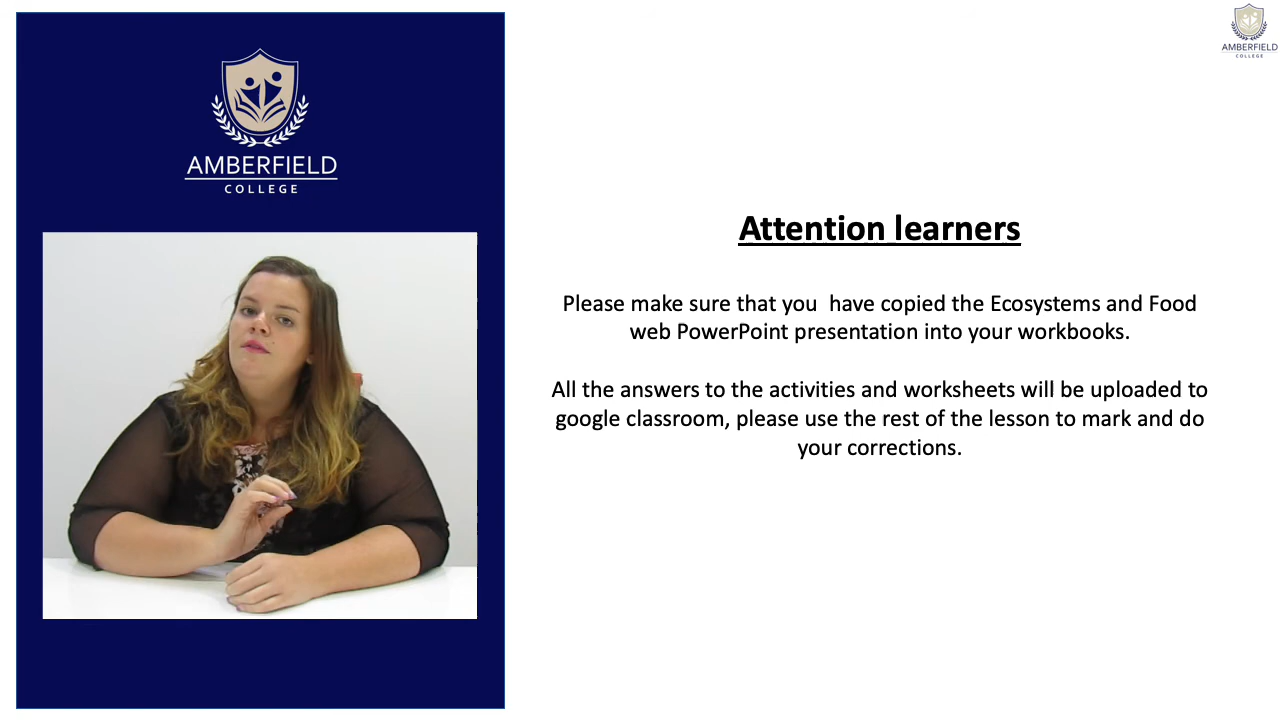 AMBERFIELD
COLLEGE
AMBERFIELD
COLLEGE
Attention learners
Please make sure that you  have copied the Ecosystems and Food
web PowerPoint presentation into your workbooks.
All the answers to the activities and worksheets will be uploaded to
google classroom, please use the rest of the lesson to mark and do
your corrections.